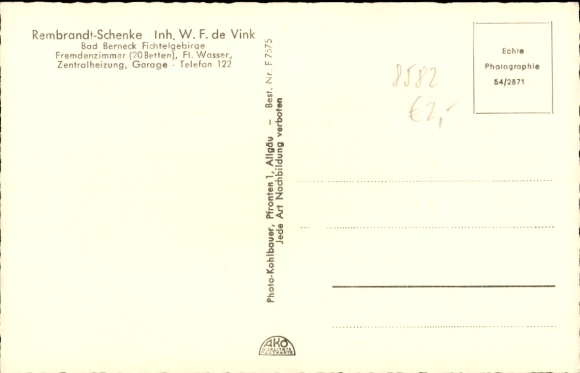 Rembrandt-Schenke Inh. W. F. de Vink
Bad Berneck Fichtelgebirge
Fremdenzimmer (20 Betten), Fl. Wasser,
Zentralheizung, Garage - Telefon 122
Photo-Kohlbauer, Pfronten 1, Allgäu – Best. Nr. F 7575
Jede Art Nachbildung verboten
8582
€2,-
Echte
Photographie
54/2871
AKO